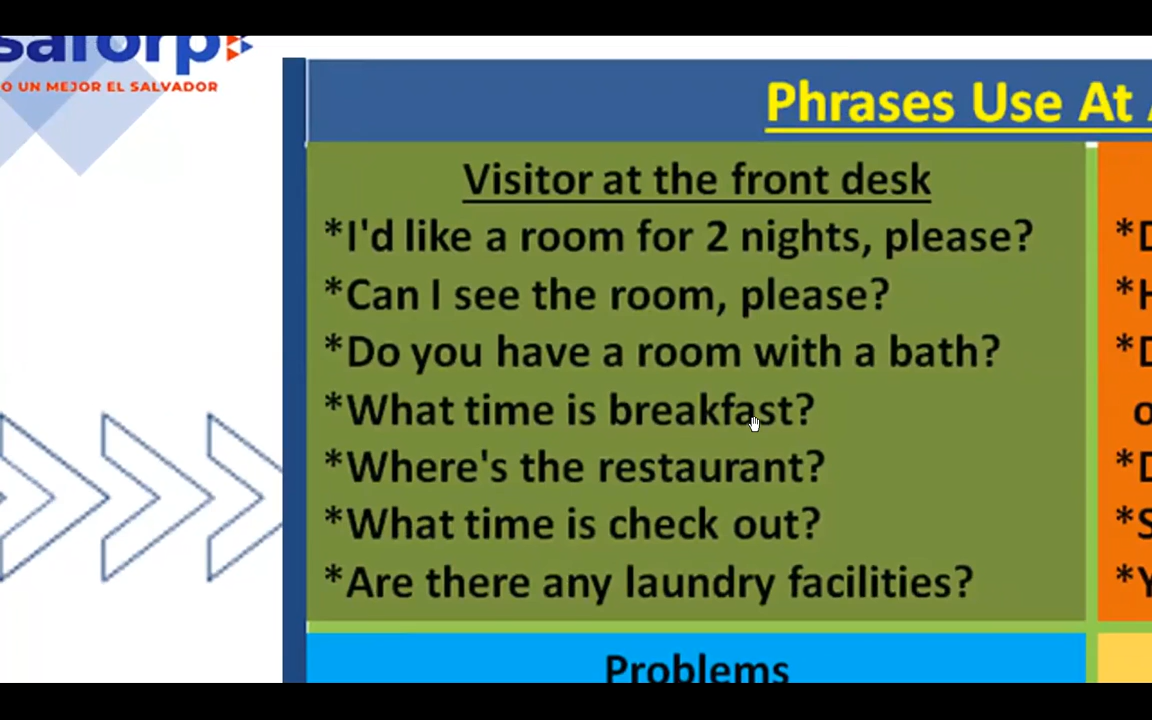 saforp
O UN MEJOR EL SALVADOR
Phrases Use At
Visitor at the front desk
*I'd like a room for 2 nights, please?
*Can I see the room, please?
*Do you have a room with a bath?
*What time is breakfast?
*Where's the restaurant?
*What time is check out?
*Are there any laundry facilities?
Problems